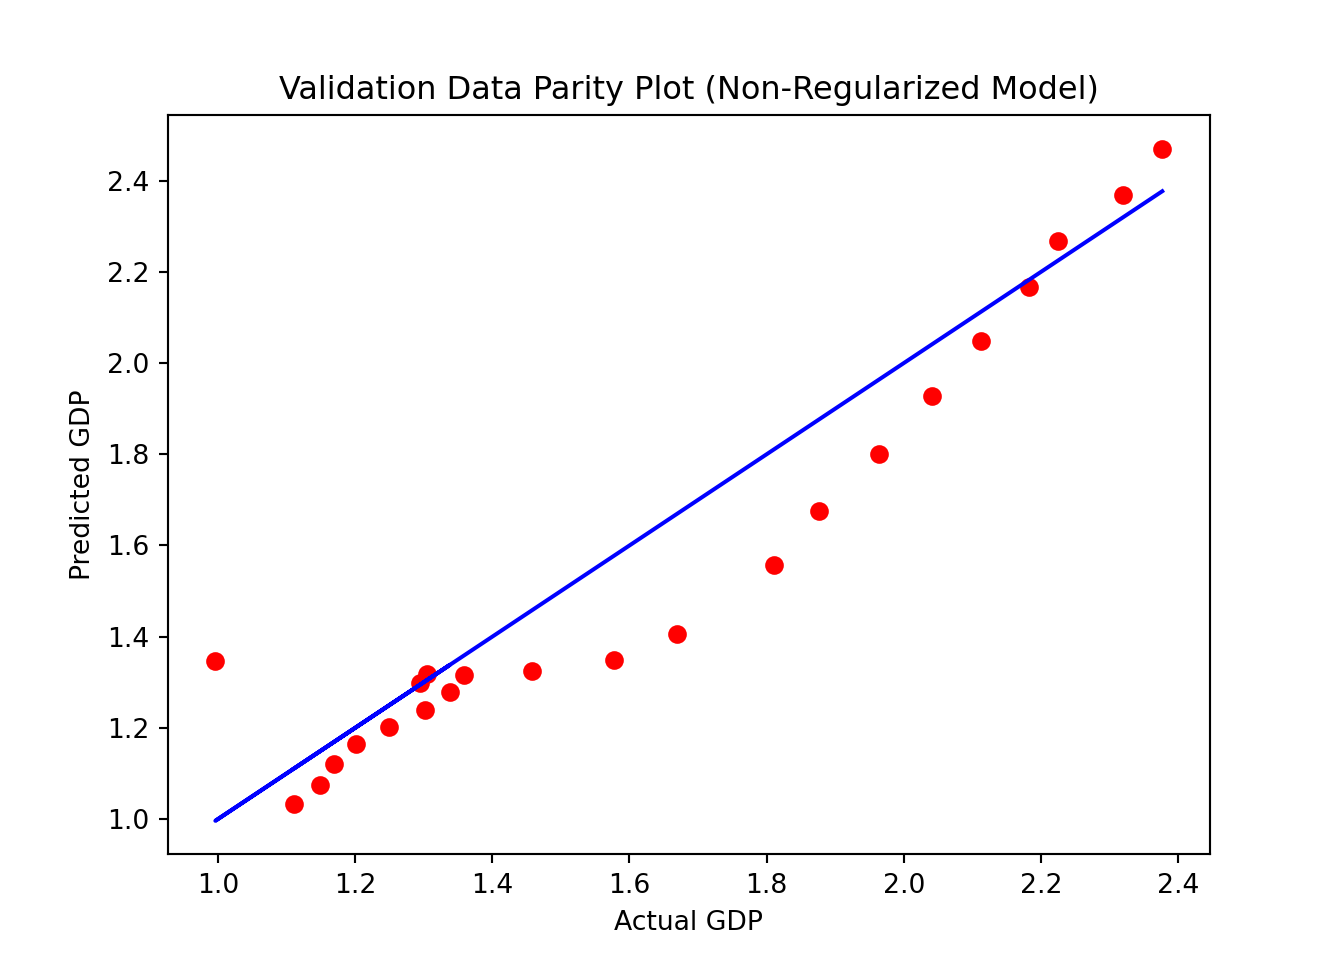 Validation Data Parity Plot (Non-Regularized Model)
2.4
2.2
2.0
1.8
1.6
1.4
1.2
1.0
Predicted GDP
1.0 1.2 1.4 1.6 1.8 2.0 2.2 2.4
Actual GDP